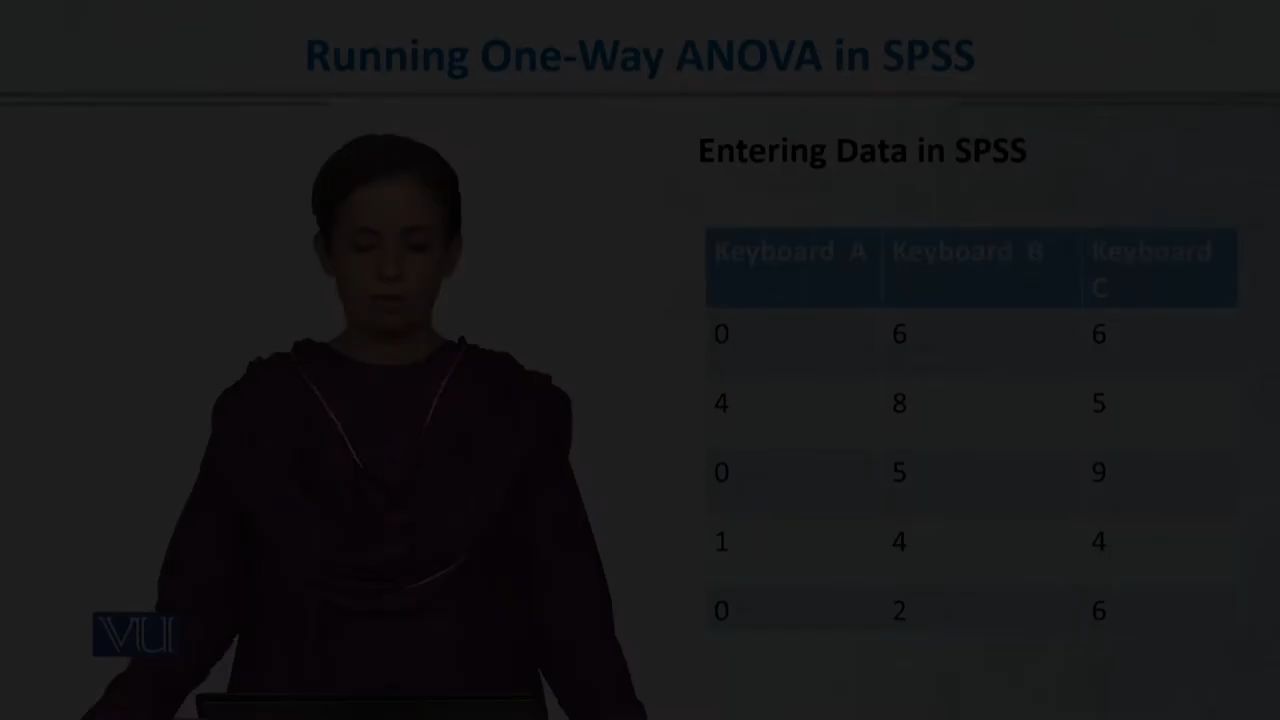 Running One-Way ANOVA in SPSS
Entering Data in SPSS
Keyboard A Keyboard B Keyboard
C
0 6 6
4 8 5
0 5 9
1 4 4
0 2 6
VU